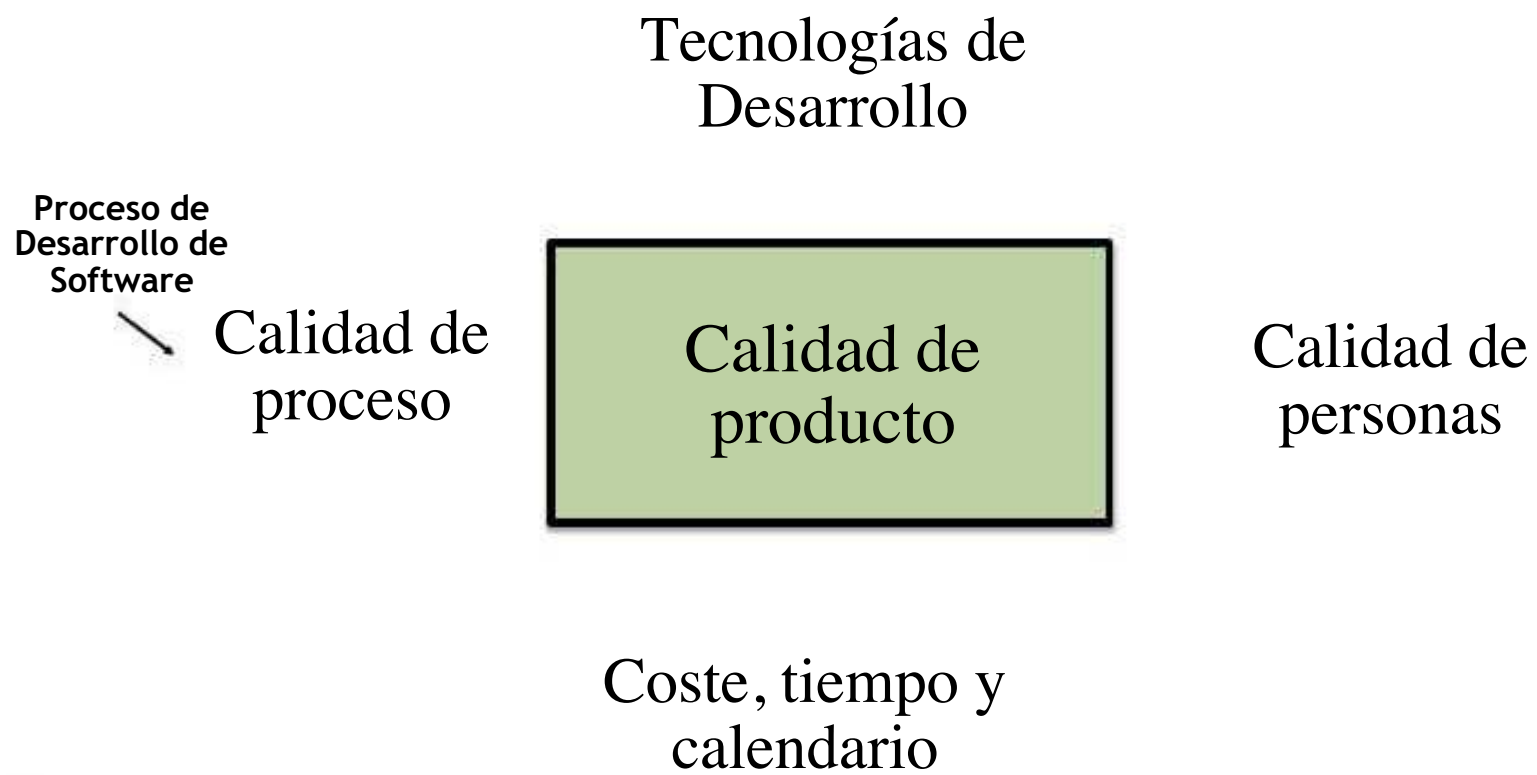 Tecnologías de
Desarrollo
Proceso de
Desarrollo de
Software
Calidad de
proceso
Calidad de
producto
Calidad de
personas
Coste, tiempo y
calendario